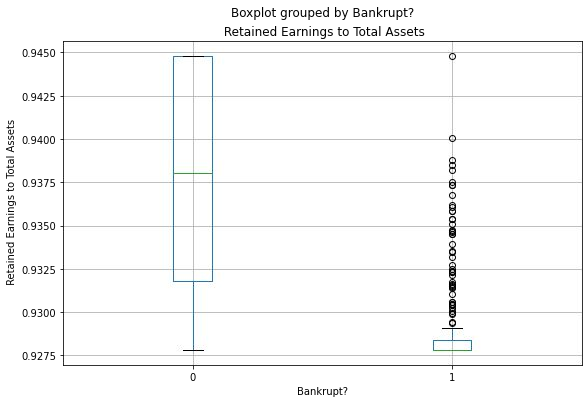 Boxplot grouped by Bankrupt?
Retained Earnings to Total Assets
Retained Earnings to Total Assets
0.9450
0.9425
0.9400
0.9375
0.9350
0.9325
0.9300
0.9275
0 1
Bankrupt?